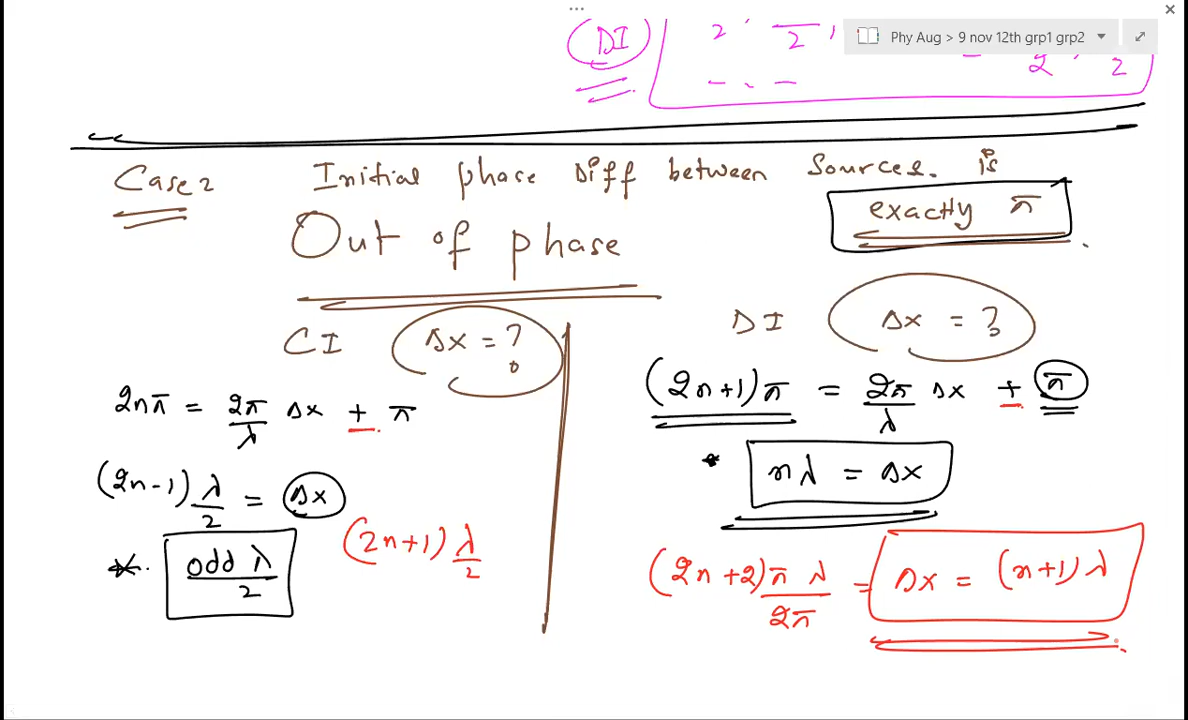 Phy Aug > 9 nov 12th grp1 grp2
(DI)
Case 2 Initial phase Diff between Sources. is
exactly π
Out of phase
CI Δx = ?
2nπ = 2π/λ Δx ± π
(2n-1) λ/2 = Δx
odd λ/2 (2n+1) λ/2
DI Δx = ?
(2n+1)π = 2π/λ Δx ± π
* nλ = Δx
(2n+2)π λ/2π = Δx = (n+1)λ